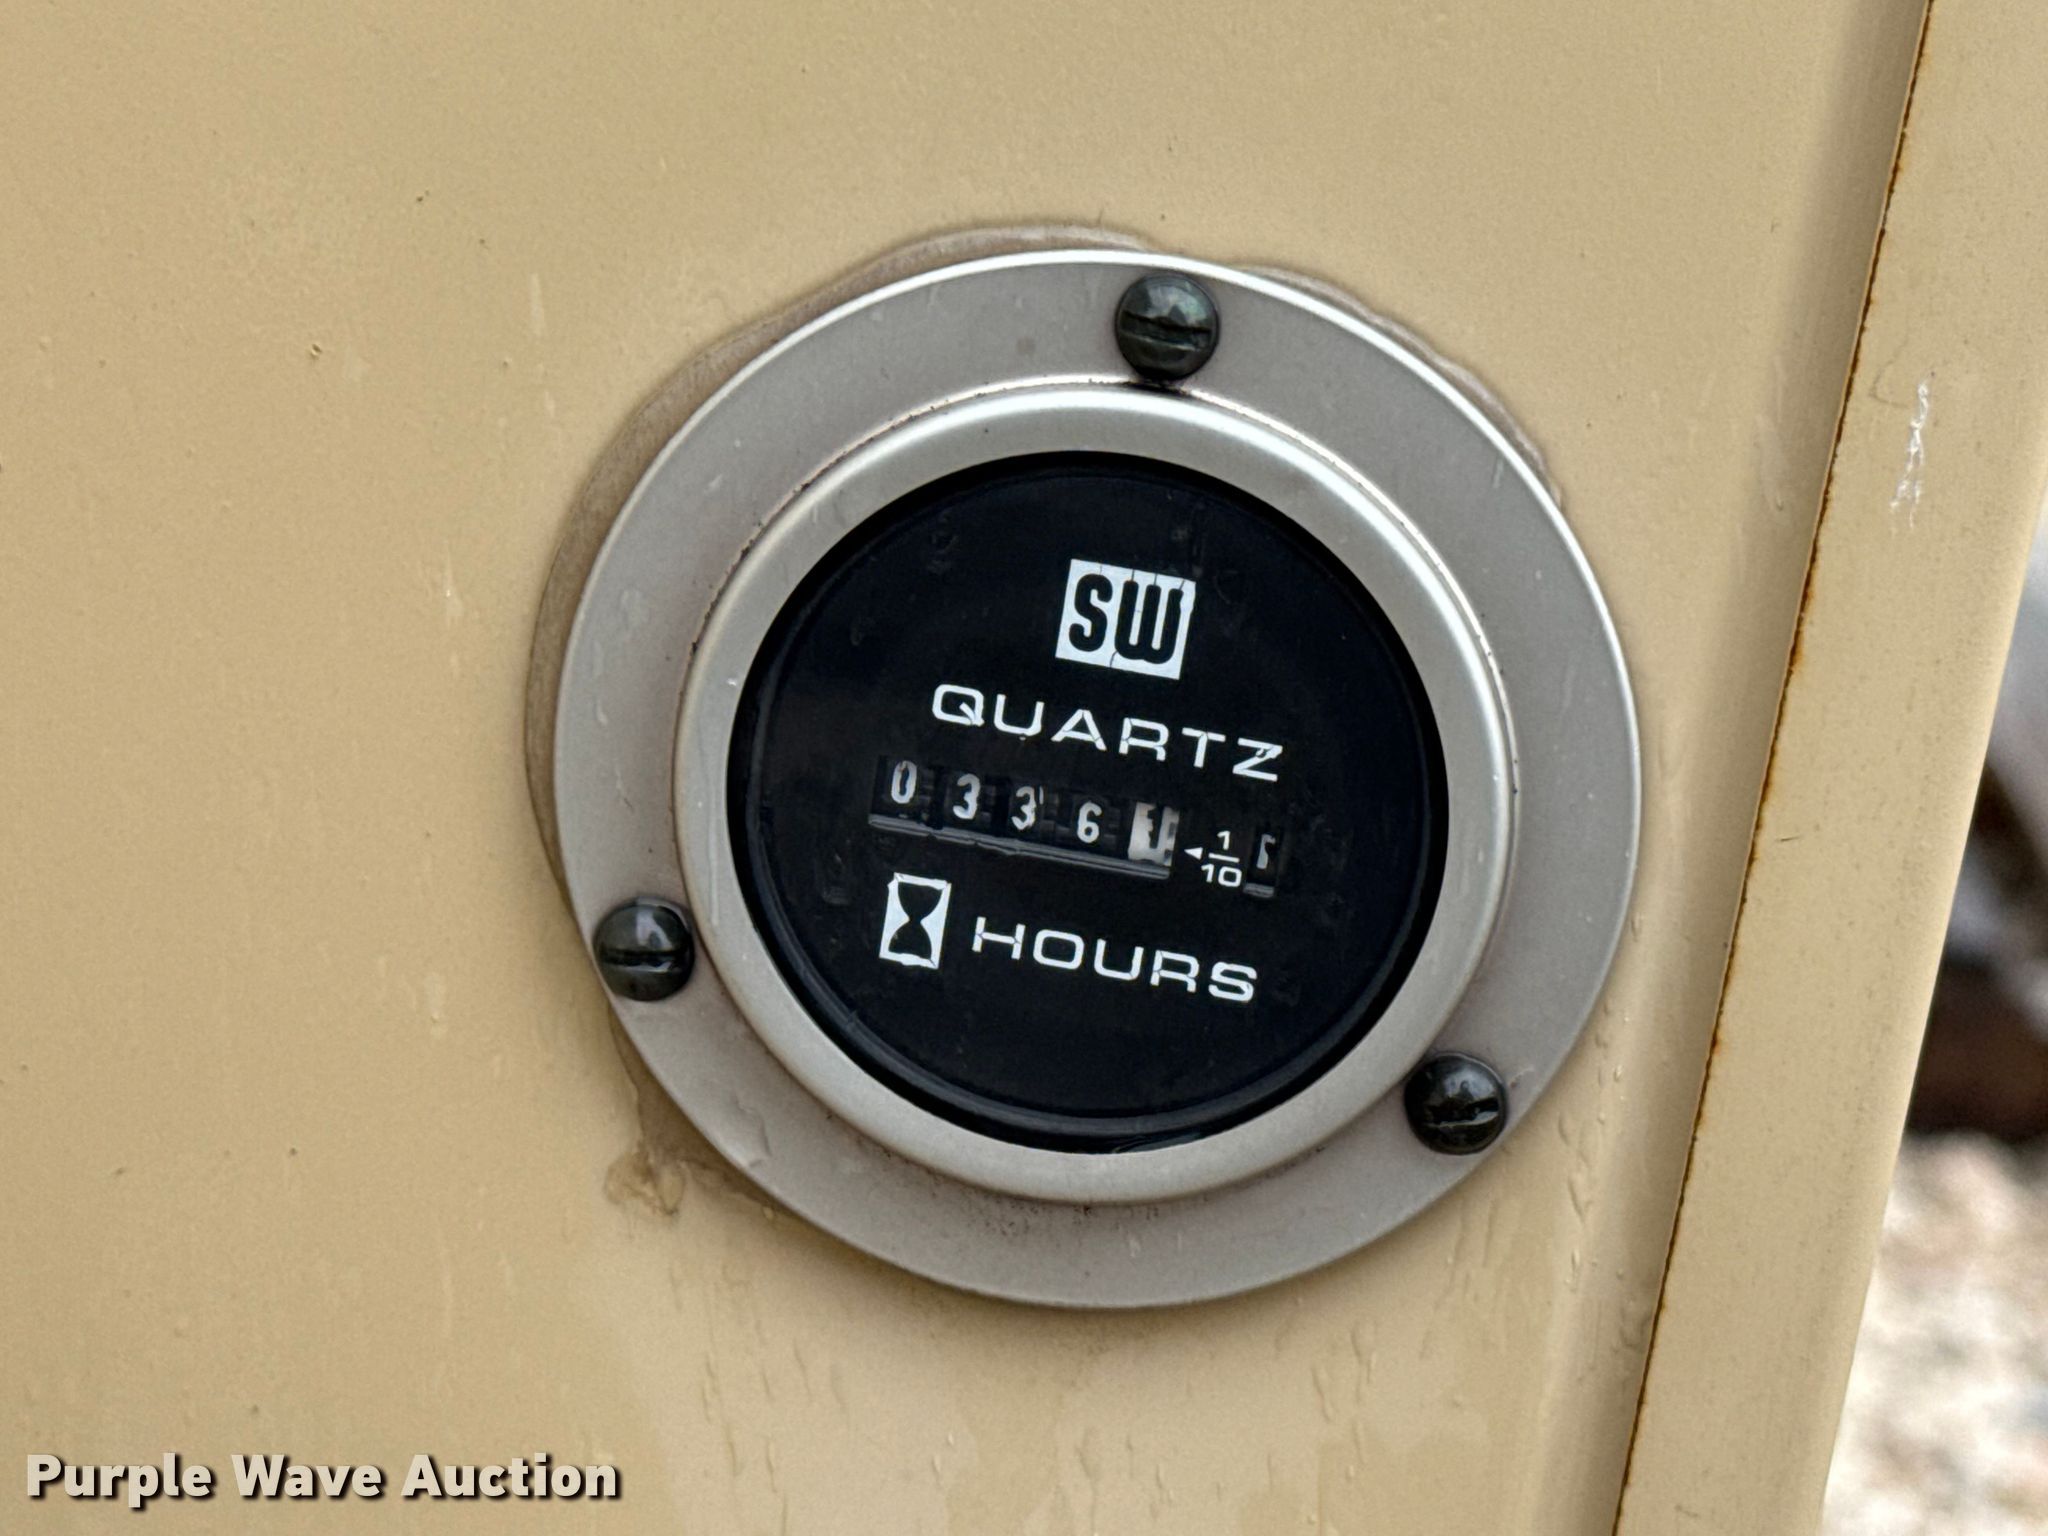 SW
QUARTZ
0336
1/10
HOURS
Purple Wave Auction